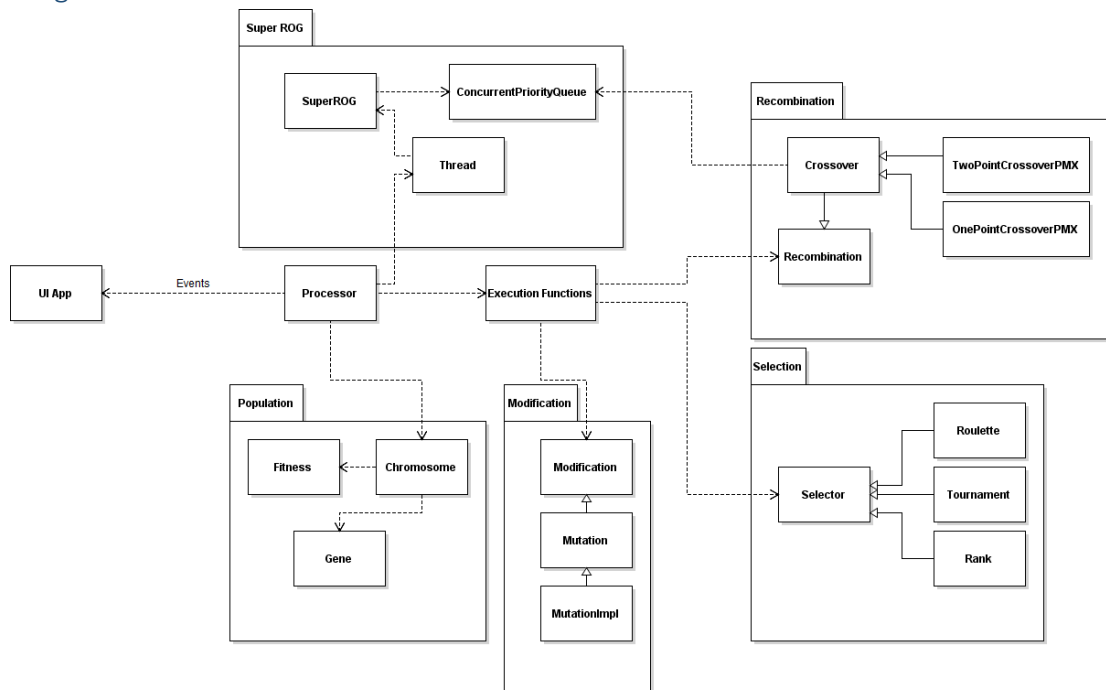 Super ROG
SuperROG
ConcurrentPriorityQueue
Thread
Recombination
Crossover
TwoPointCrossoverPMX
OnePointCrossoverPMX
Recombination
UI App
Events
Processor
Execution Functions
Population
Fitness
Chromosome
Gene
Modification
Modification
Mutation
MutationImpl
Selection
Selector
Roulette
Tournament
Rank